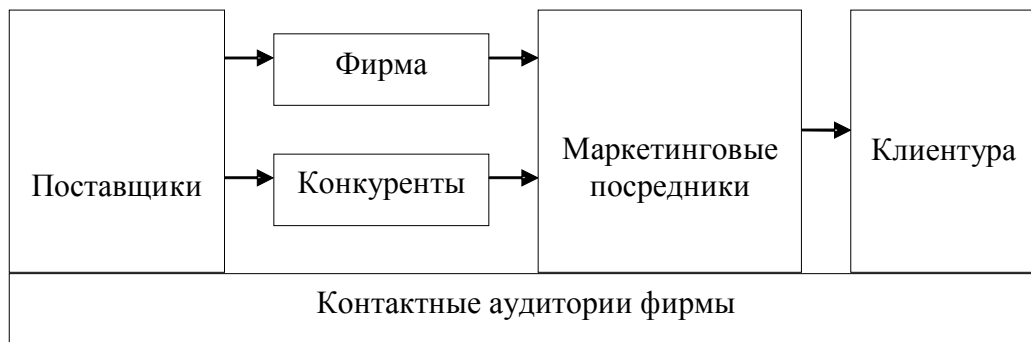 Поставщики
Фирма
Конкуренты
Маркетинговые
посредники
Клиентура
Контактные аудитории фирмы